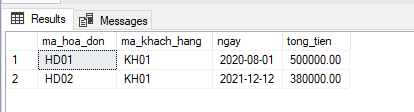 Results Messages
ma_hoa_don ma_khach_hang ngay tong_tien
1 HD01 KH01 2020-08-01 500000.00
2 HD02 KH01 2021-12-12 380000.00